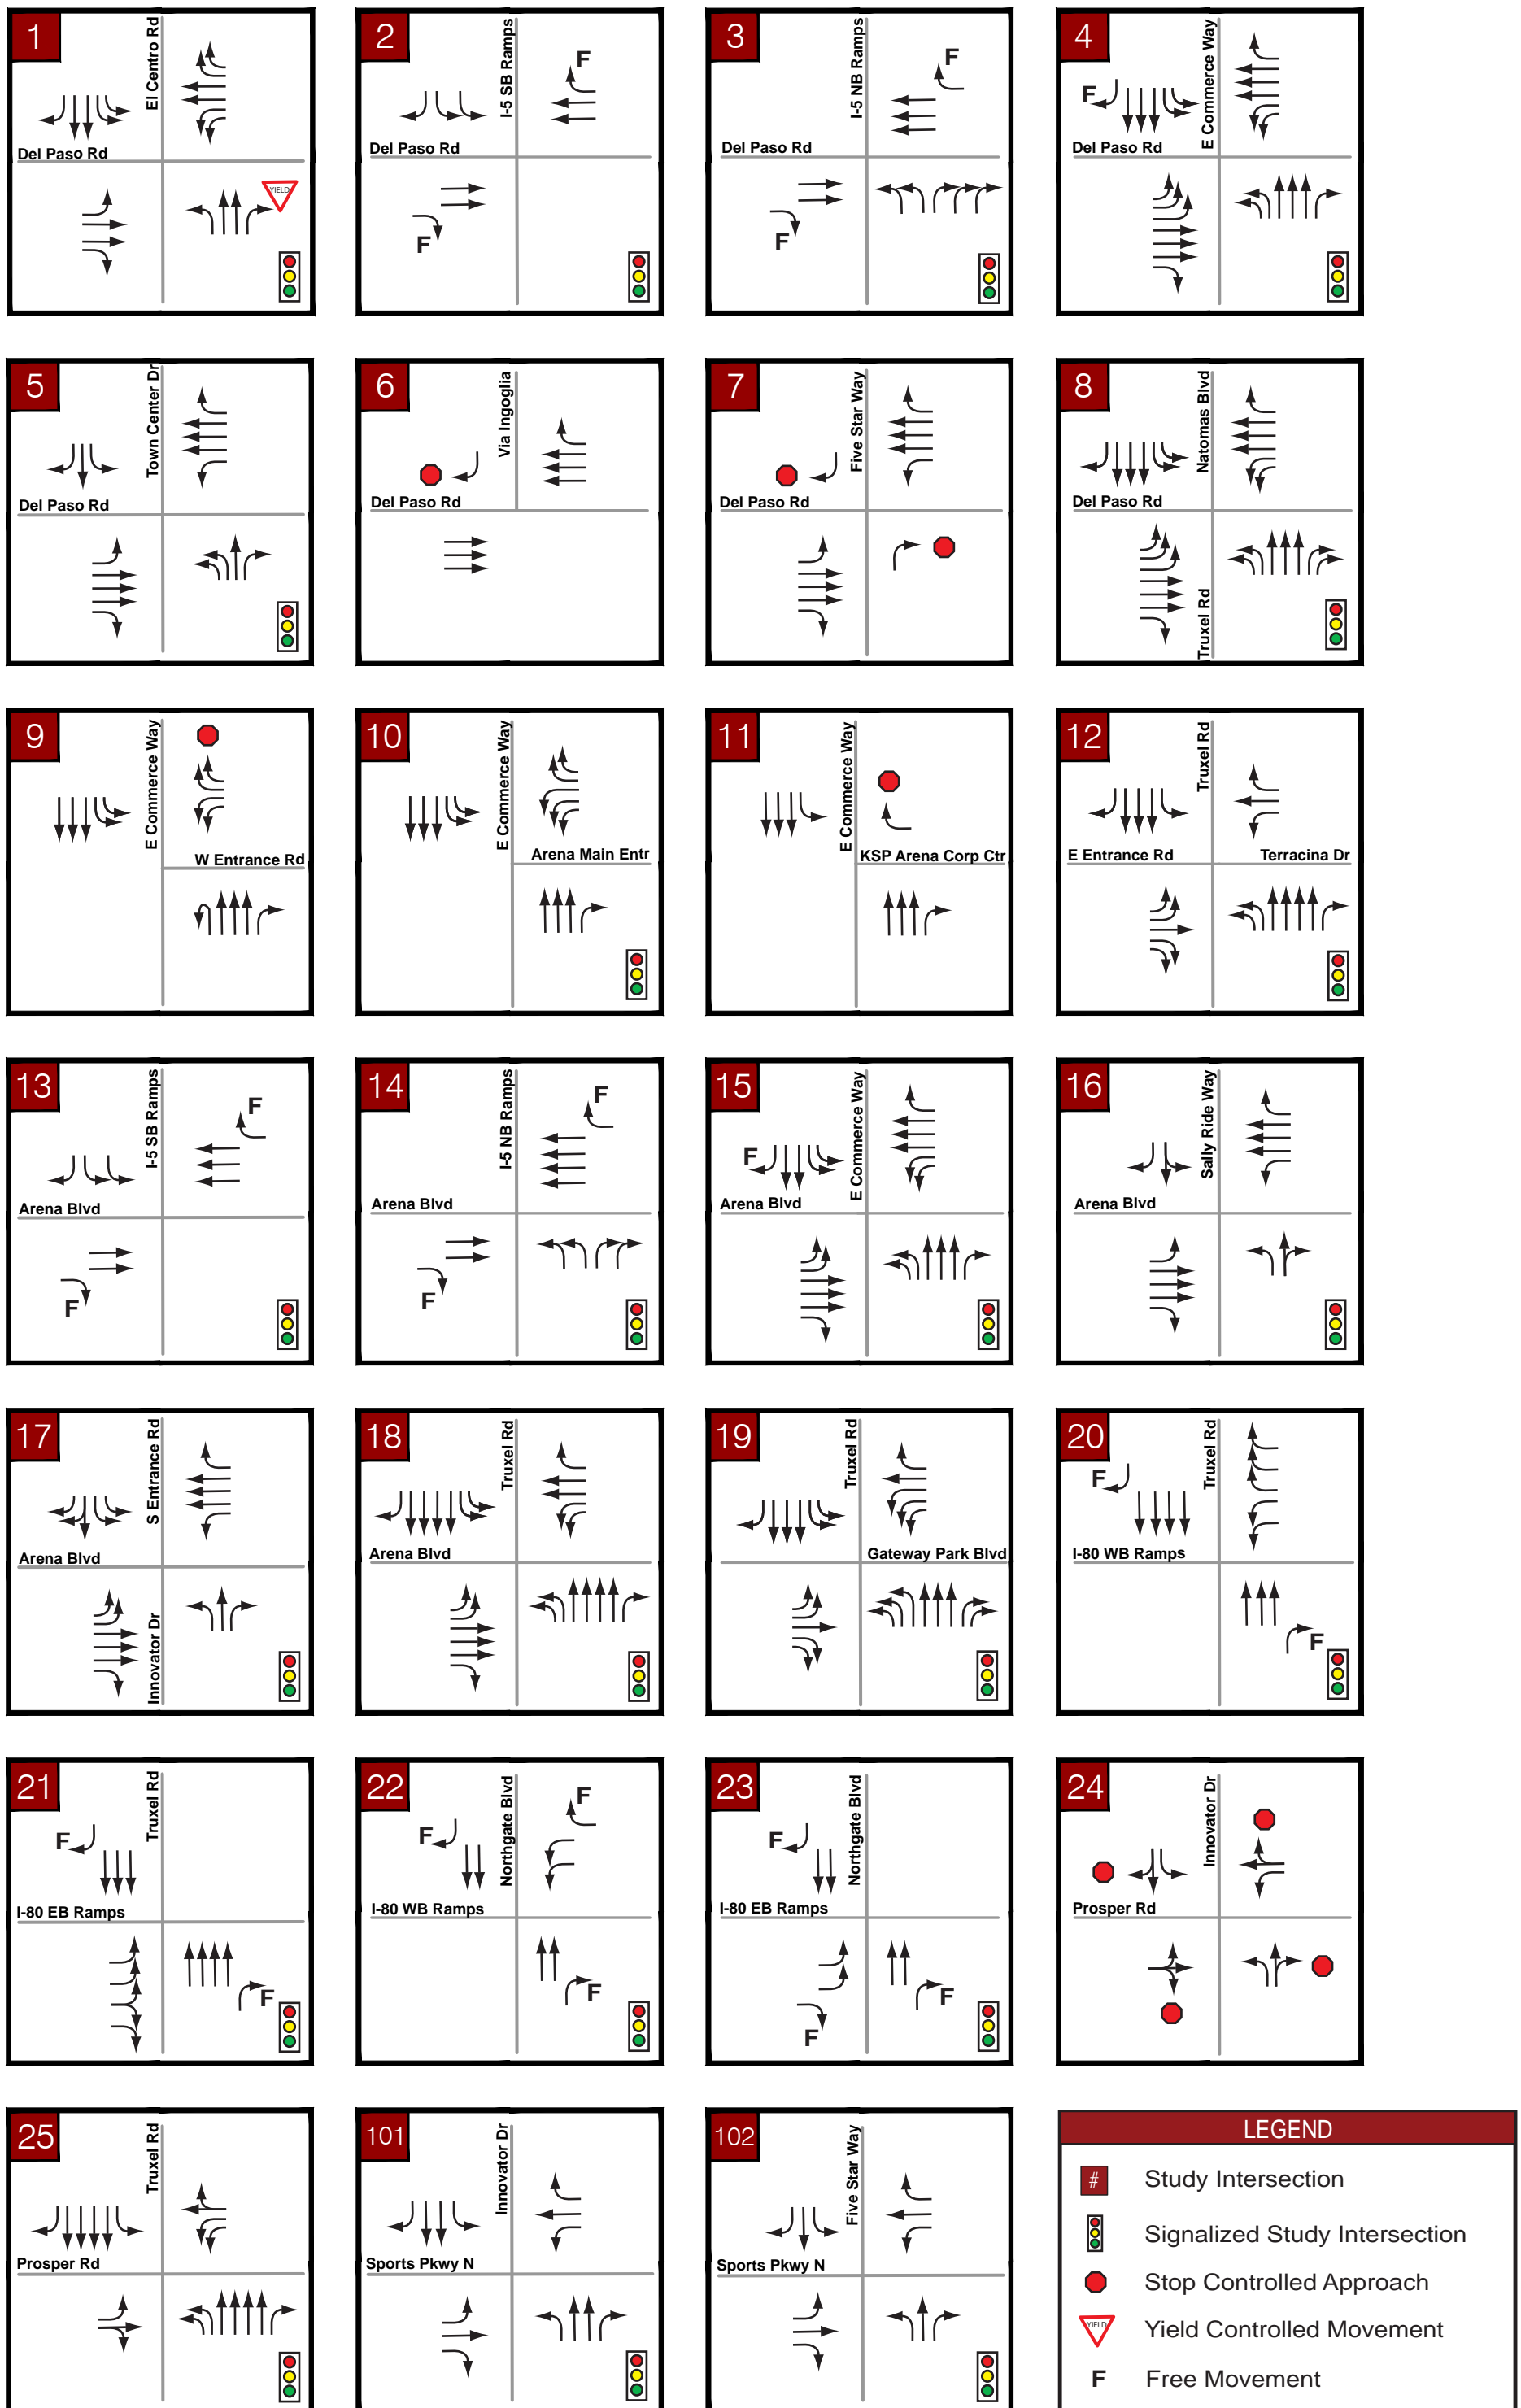 1
El Centro Rd
Del Paso Rd
YIELD
2
I-5 SB Ramps
F
Del Paso Rd
F
3
I-5 NB Ramps
F
Del Paso Rd
F
4
E Commerce Way
F
Del Paso Rd
5
Town Center Dr
Del Paso Rd
6
Via Ingoglia
Del Paso Rd
7
Five Star Way
Del Paso Rd
8
Natomas Blvd
Del Paso Rd
Truxel Rd
9
E Commerce Way
W Entrance Rd
10
E Commerce Way
Arena Main Entr
11
E Commerce Way
KSP Arena Corp Ctr
12
Truxel Rd
E Entrance Rd
Terracina Dr
13
I-5 SB Ramps
F
Arena Blvd
F
14
I-5 NB Ramps
F
Arena Blvd
F
15
E Commerce Way
F
Arena Blvd
16
Sally Ride Way
Arena Blvd
17
S Entrance Rd
Arena Blvd
Innovator Dr
18
Truxel Rd
Arena Blvd
19
Truxel Rd
Gateway Park Blvd
20
Truxel Rd
F
I-80 WB Ramps
F
21
Truxel Rd
F
I-80 EB Ramps
F
22
Northgate Blvd
F
F
I-80 WB Ramps
F
23
Northgate Blvd
F
I-80 EB Ramps
F
F
24
Innovator Dr
Prosper Rd
25
Truxel Rd
Prosper Rd
101
Innovator Dr
Sports Pkwy N
102
Five Star Way
Sports Pkwy N
LEGEND
# Study Intersection
Signalized Study Intersection
Stop Controlled Approach
YIELD Yield Controlled Movement
F Free Movement